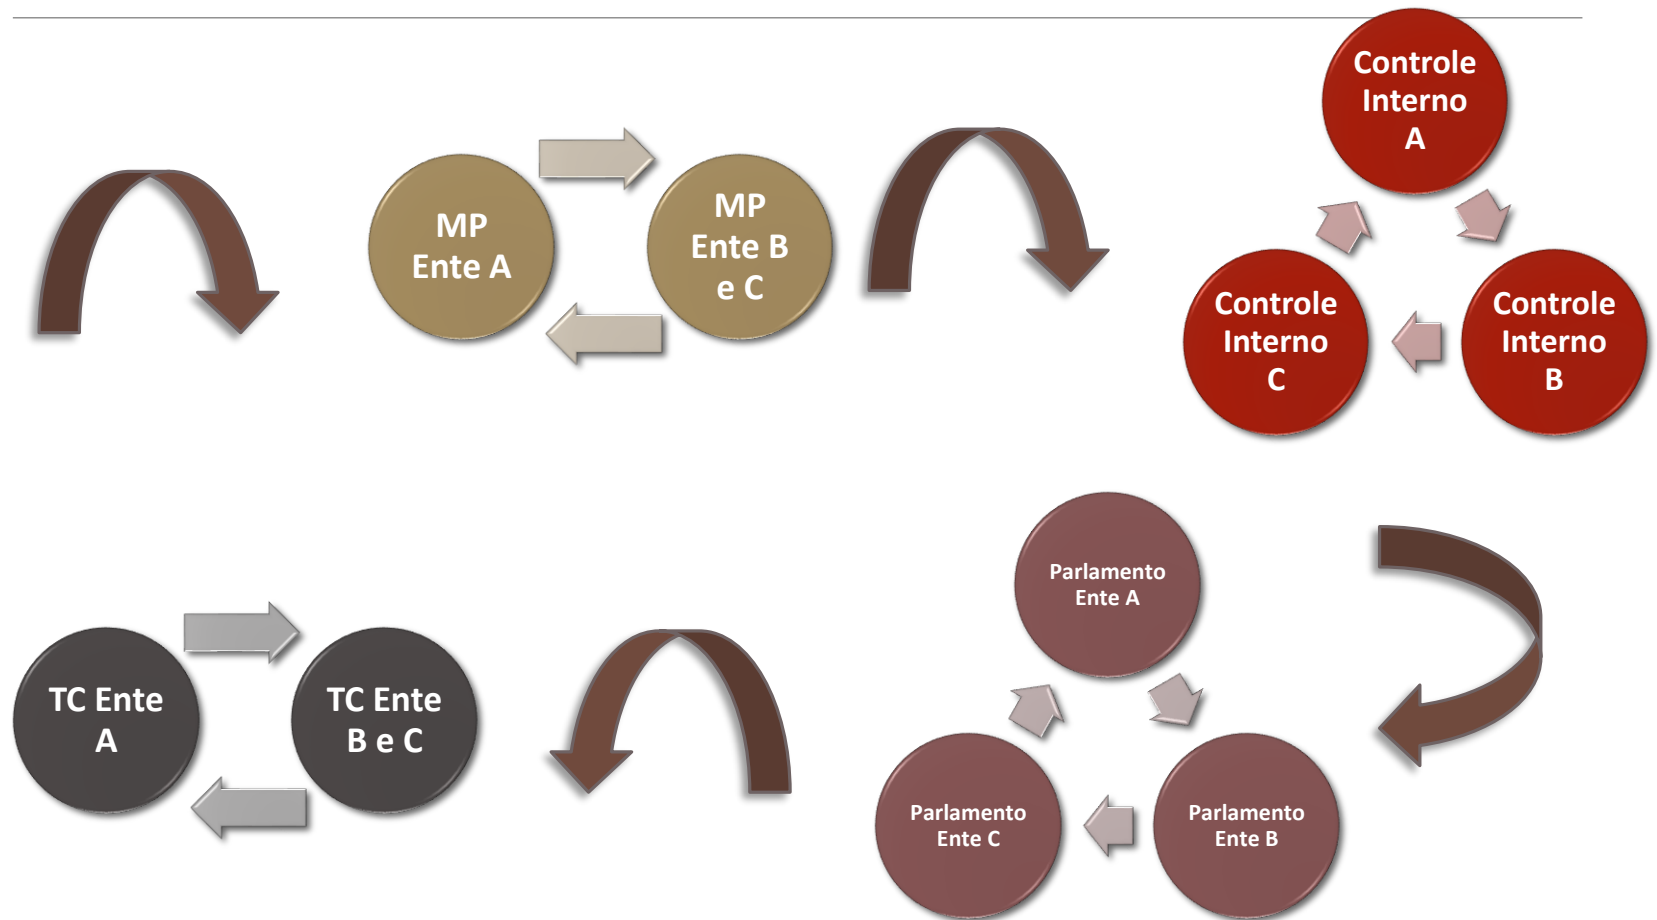 MP
Ente A
MP
Ente B
e C
Controle
Interno
A
Controle
Interno
C
Controle
Interno
B
TC Ente
A
TC Ente
B e C
Parlamento
Ente A
Parlamento
Ente C
Parlamento
Ente B